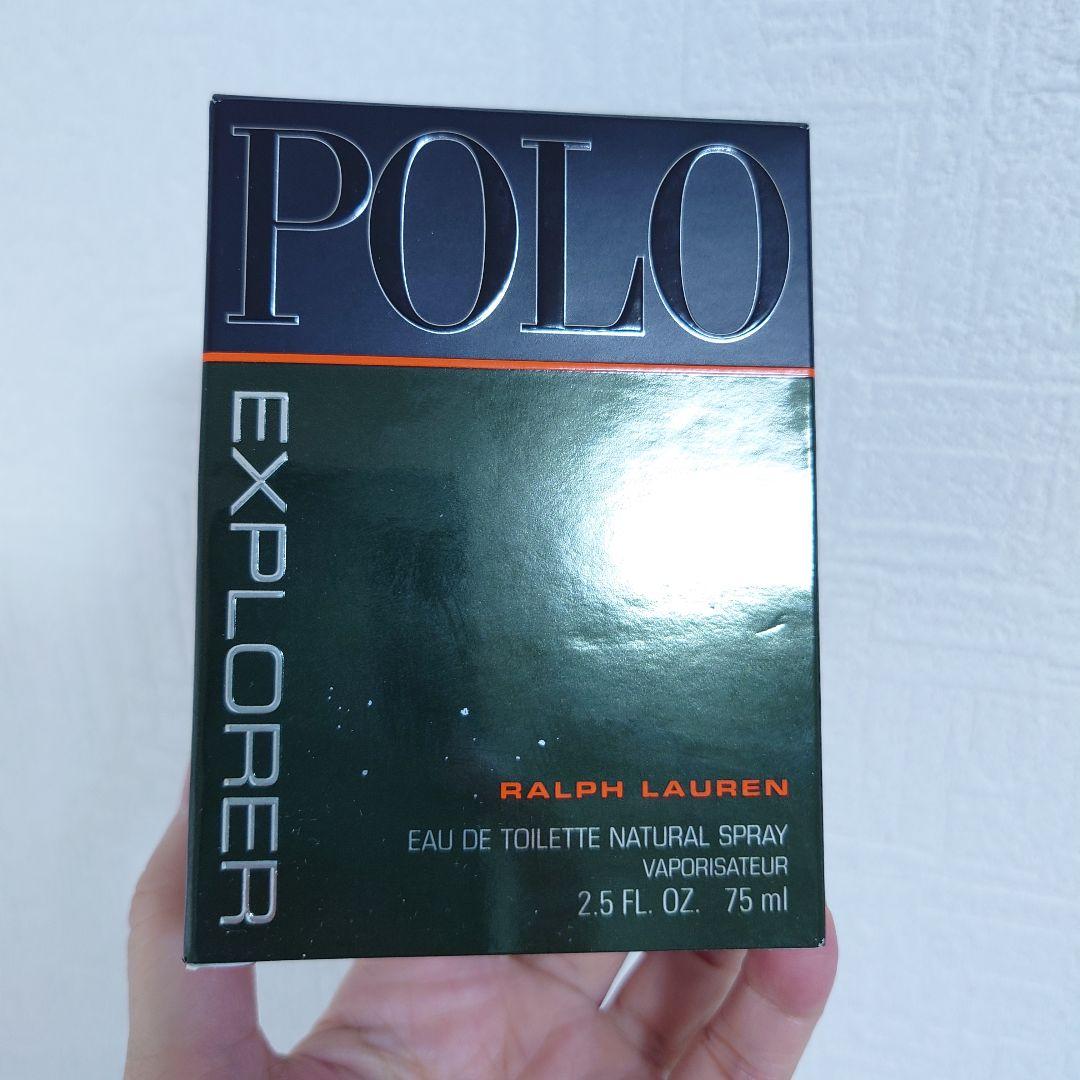 POLO
EXPLORER
RALPH LAUREN
EAU DE TOILETTE NATURAL SPRAY
VAPORISATEUR
2.5 FL. OZ. 75 ml